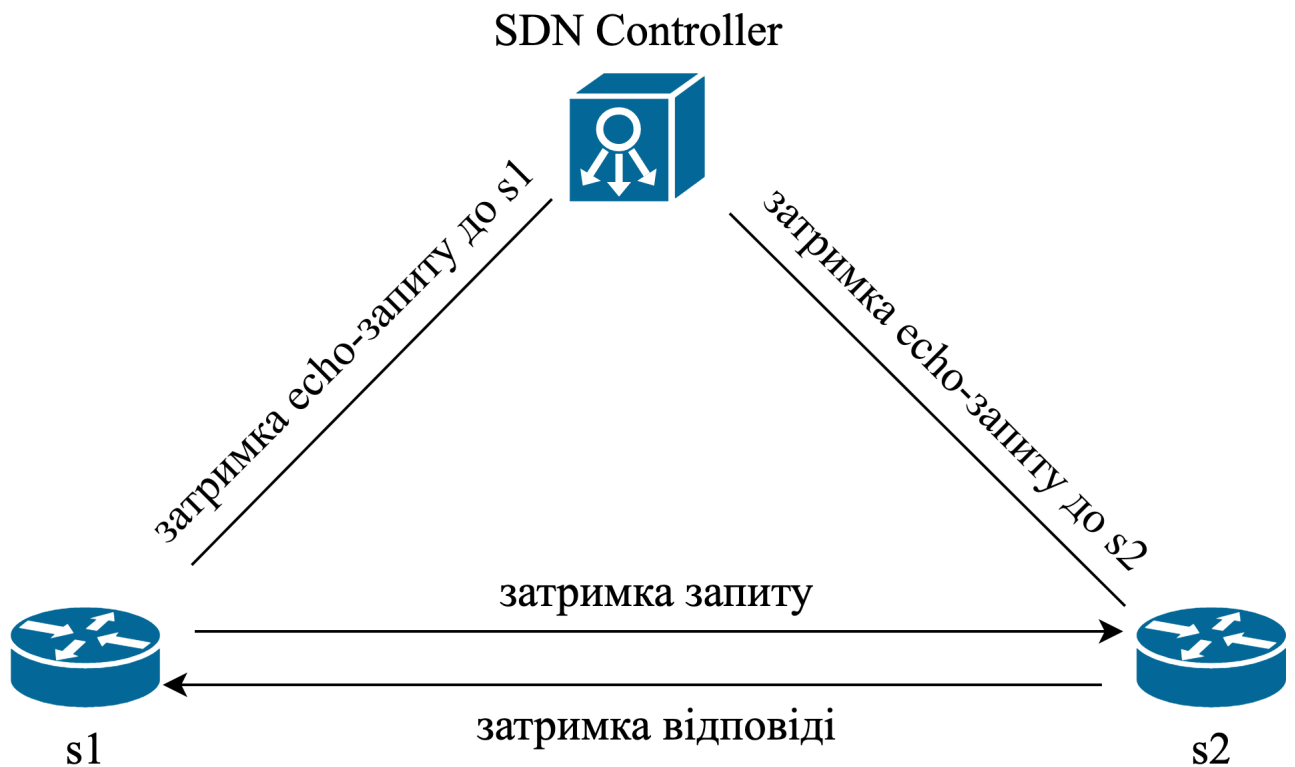 SDN Controller
затримка echo-запиту до s1
затримка echo-запиту до s2
затримка запиту
затримка відповіді
s1
s2